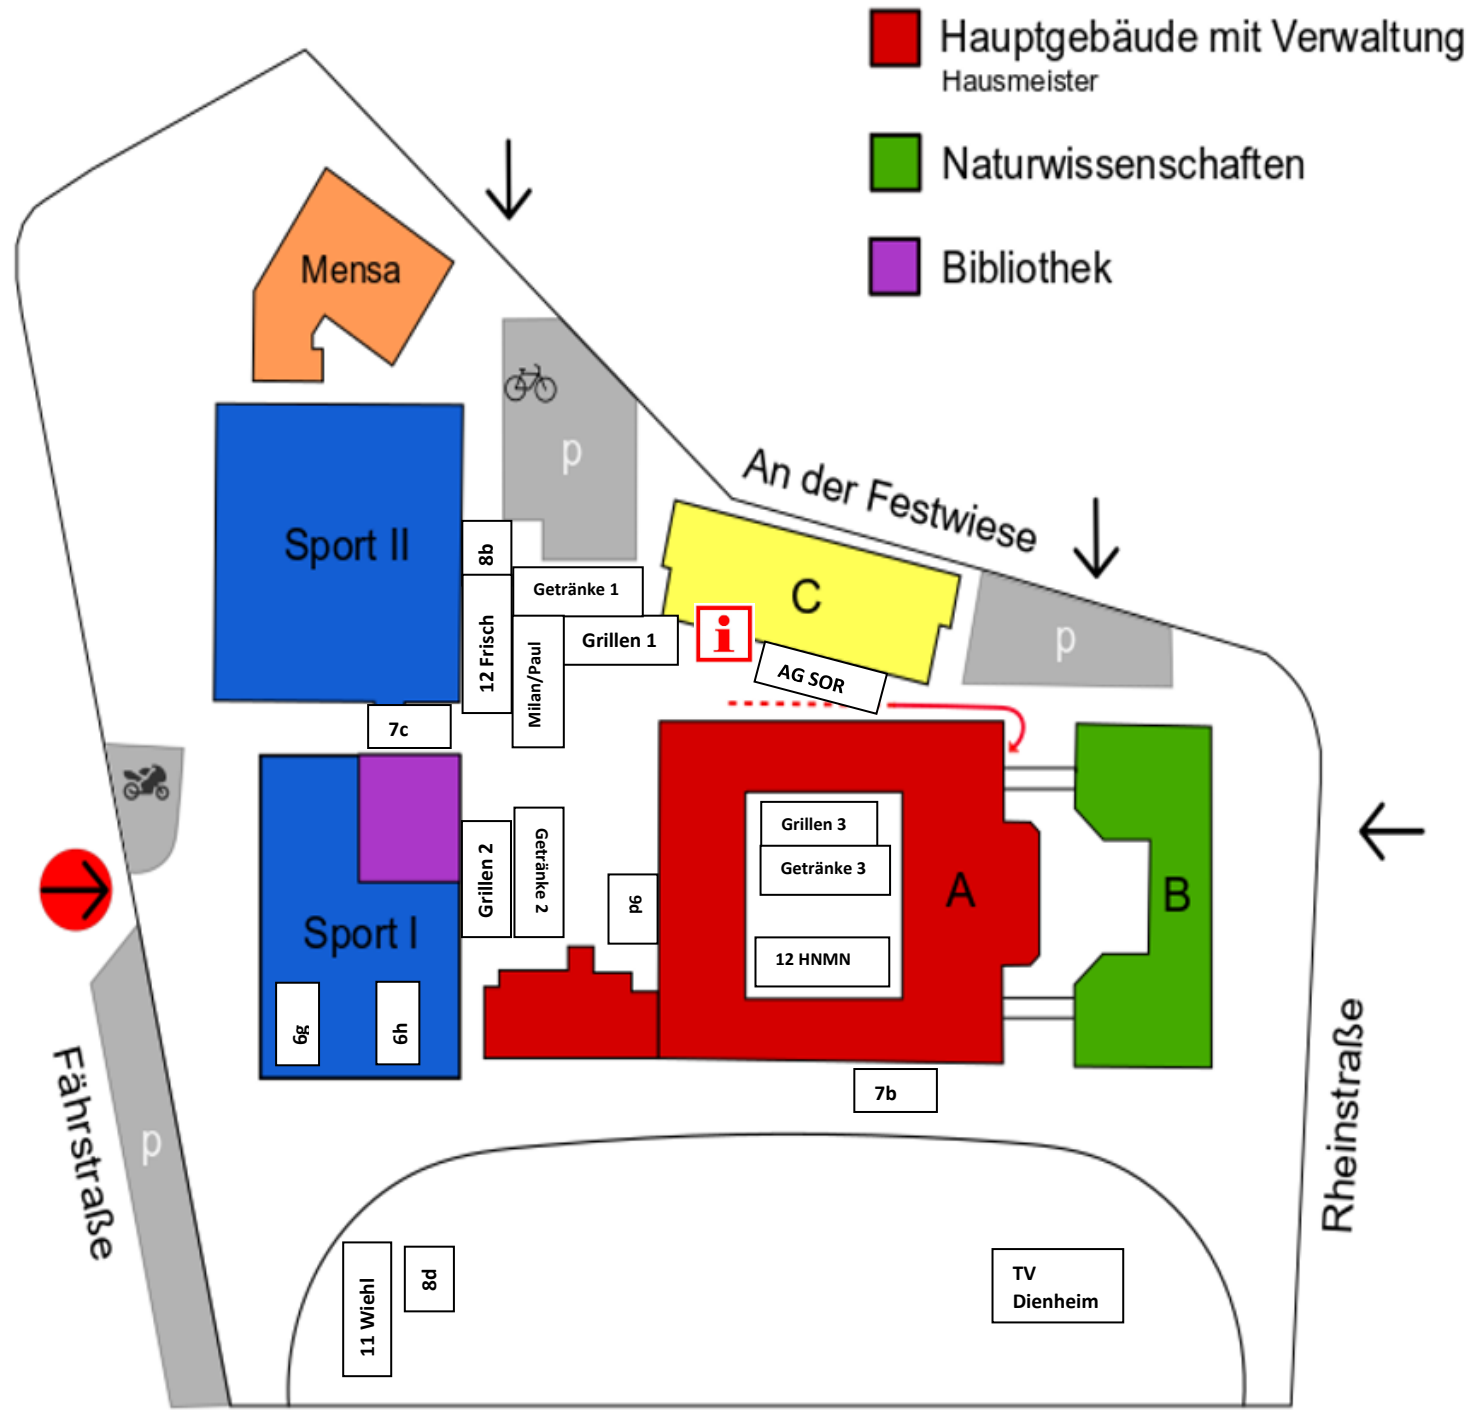 Hauptgebäude mit Verwaltung
Hausmeister
Naturwissenschaften
Bibliothek
Mensa
p
An der Festwiese
Sport II
8b
Getränke 1
C
12 Frisch
Grillen 1
i
p
Milan/Paul
AG SOR
7c
Grillen 3
Getränke 3
Grillen 2
Getränke 2
9d
A
B
Sport I
12 HNMN
6g
6h
7b
Fährstraße
p
Rheinstraße
11 Wiehl
8d
TV
Dienheim